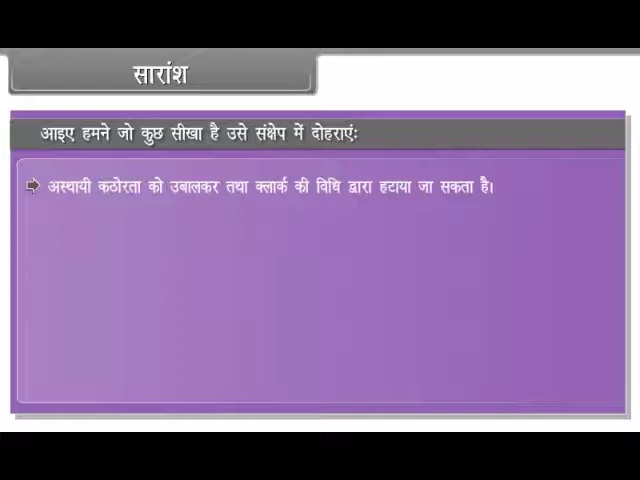 सारांश
आइए हमने जो कुछ सीखा है उसे संक्षेप में दोहराएं:
अस्थायी कठोरता को उबालकर तथा क्लार्क की विधि द्वारा हटाया जा सकता है।